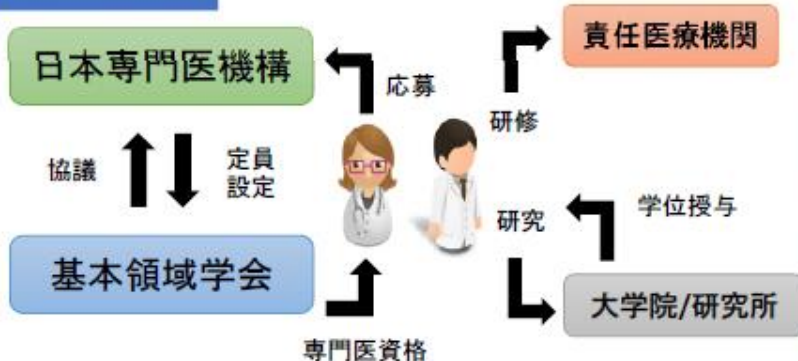 日本専門医機構
責任医療機関
応募
研修
協議
定員
設定
学位授与
研究
基本領域学会
大学院/研究所
専門医資格